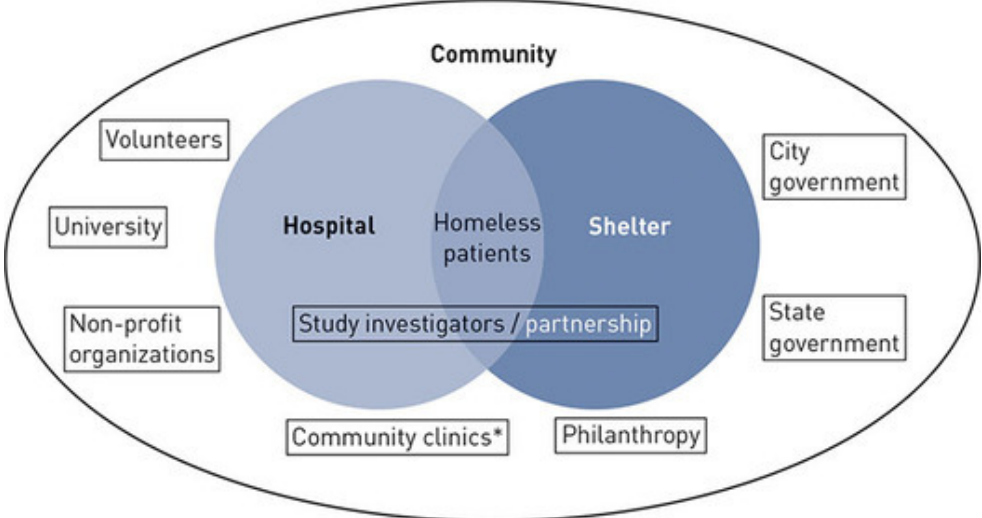 Community
Volunteers
City
government
University
Hospital
Homeless
patients
Shelter
Non-profit
organizations
Study investigators / partnership
State
government
Community clinics*
Philanthropy